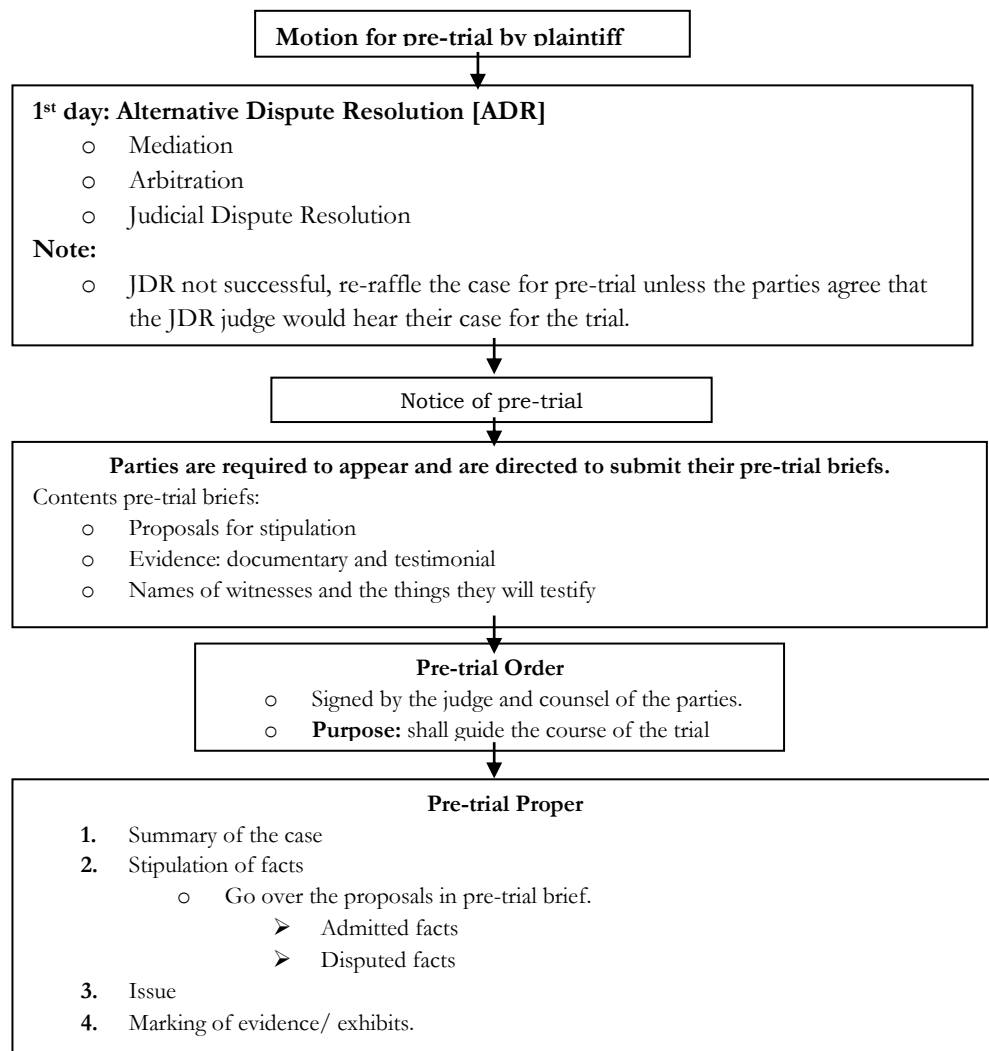 Motion for pre-trial by plaintiff
1st day: Alternative Dispute Resolution [ADR]
o Mediation
o Arbitration
o Judicial Dispute Resolution
Note:
o JDR not successful, re-raffle the case for pre-trial unless the parties agree that
the JDR judge would hear their case for the trial.
Notice of pre-trial
Parties are required to appear and are directed to submit their pre-trial briefs.
Contents pre-trial briefs:
o Proposals for stipulation
o Evidence: documentary and testimonial
o Names of witnesses and the things they will testify
Pre-trial Order
o Signed by the judge and counsel of the parties.
o Purpose: shall guide the course of the trial
Pre-trial Proper
1. Summary of the case
2. Stipulation of facts
o Go over the proposals in pre-trial brief.
➢ Admitted facts
➢ Disputed facts
3. Issue
4. Marking of evidence/ exhibits.